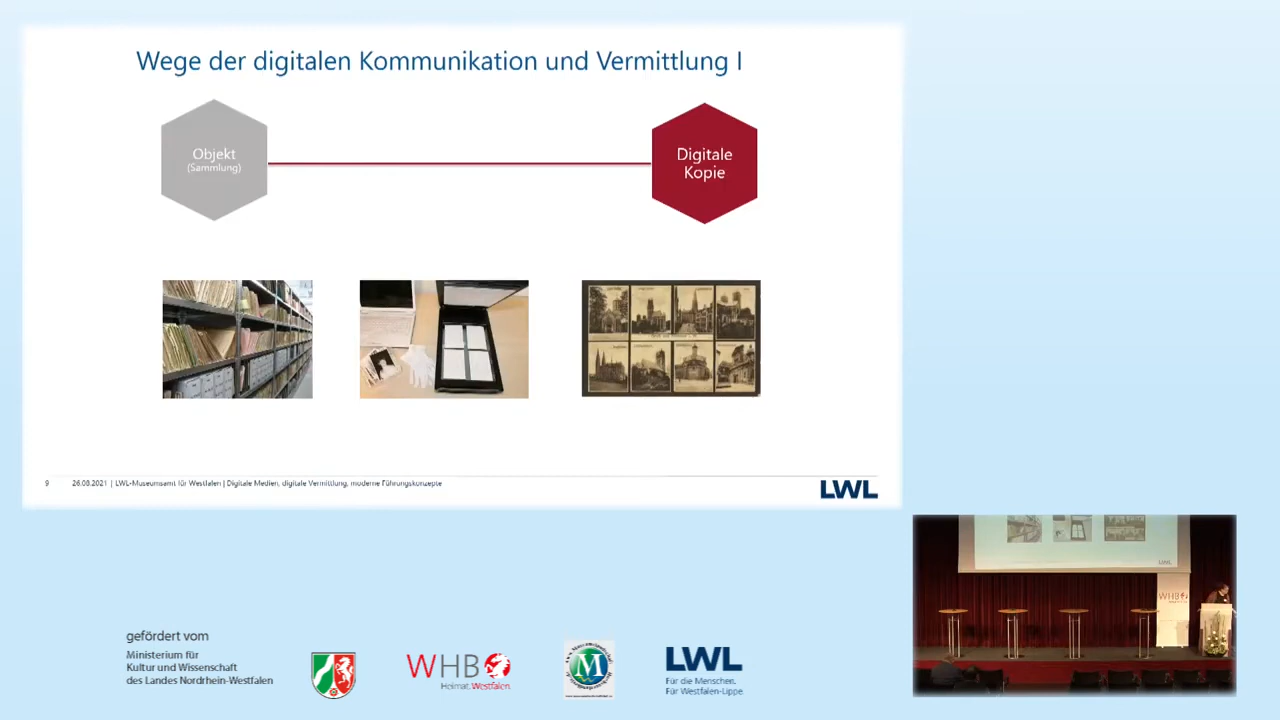 Wege der digitalen Kommunikation und Vermittlung I
Objekt
(Sammlung)
Digitale
Kopie
9
26.08.2021 | LWL-Museumsamt für Westfalen | Digitale Medien, digitale Vermittlung, moderne Führungskonzepte
LWL
LWL
WHB
gefördert vom
Ministerium für
Kultur und Wissenschaft
des Landes Nordrhein-Westfalen
WHB
Heimat. Westfalen.
M
LWL
Für die Menschen.
Für Westfalen-Lippe.